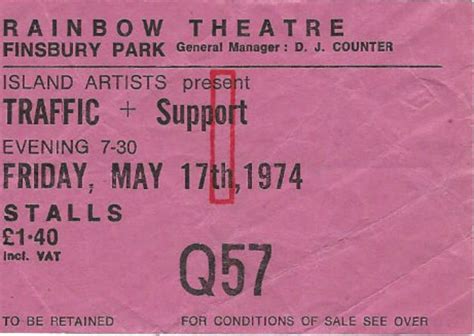 RAINBOW THEATRE
FINSBURY PARK General Manager : D. J. COUNTER
ISLAND ARTISTS present
TRAFFIC + Support
EVENING 7-30
FRIDAY, MAY 17th, 1974
STALLS
£1·40
incl. VAT
Q57
TO BE RETAINED FOR CONDITIONS OF SALE SEE OVER